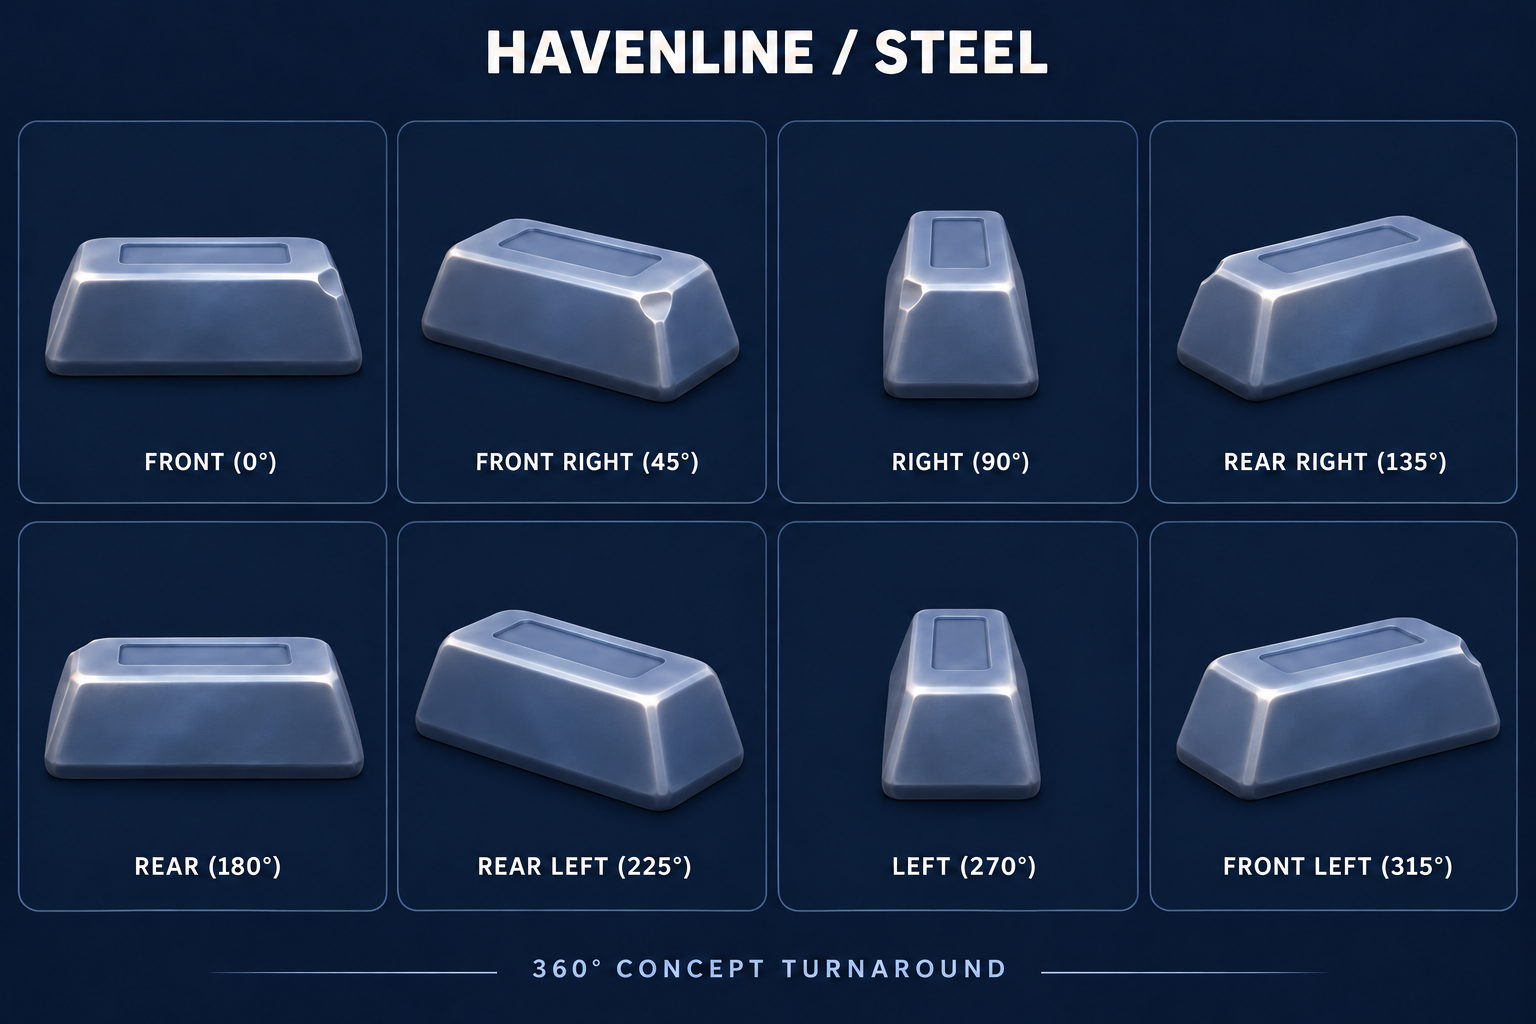 HAVENLINE / STEEL
FRONT (0°)
FRONT RIGHT (45°)
RIGHT (90°)
REAR RIGHT (135°)
REAR (180°)
REAR LEFT (225°)
LEFT (270°)
FRONT LEFT (315°)
360° CONCEPT TURNAROUND